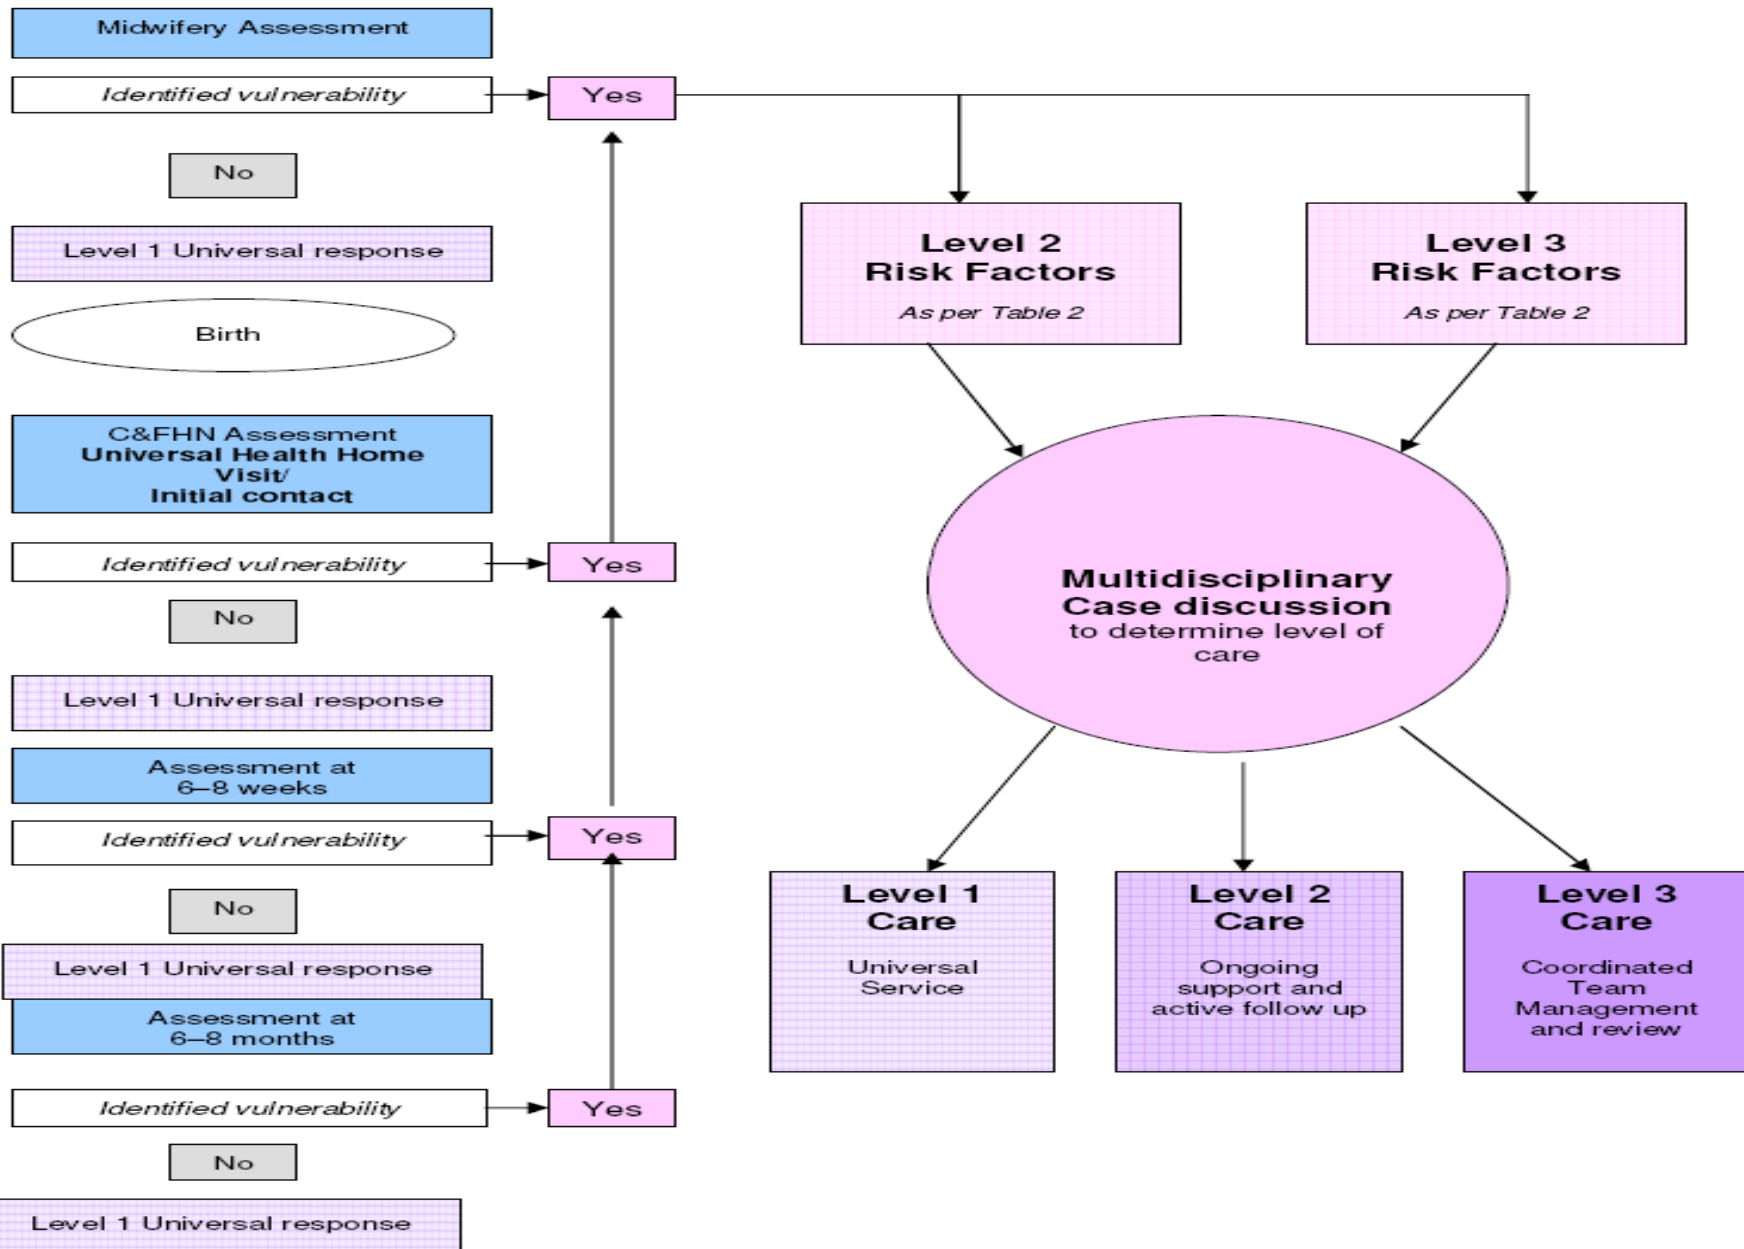 Midwifery Assessment
Identified vulnerability
Yes
No
Level 1 Universal response
Birth
C&FHN Assessment
Universal Health Home
Visit/
Initial contact
Identified vulnerability
Yes
No
Level 1 Universal response
Assessment at
6–8 weeks
Identified vulnerability
Yes
No
Level 1 Universal response
Assessment at
6–8 months
Identified vulnerability
Yes
No
Level 1 Universal response
Level 2
Risk Factors
As per Table 2
Level 3
Risk Factors
As per Table 2
Multidisciplinary
Case discussion
to determine level of
care
Level 1
Care
Universal
Service
Level 2
Care
Ongoing
support and
active follow up
Level 3
Care
Coordinated
Team
Management
and review